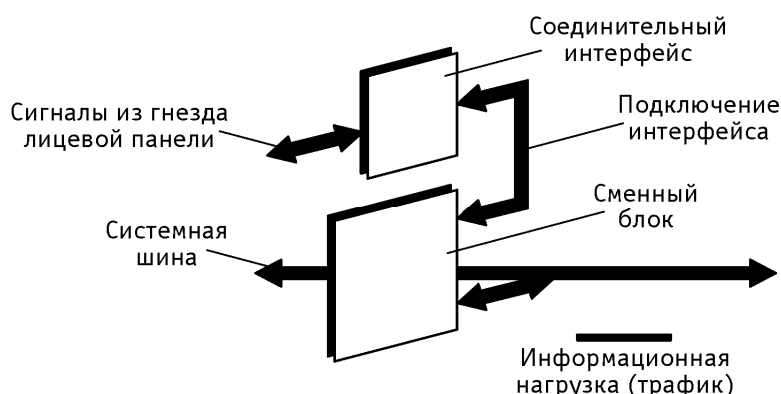 Соединительный
интерфейс
Сигналы из гнезда
лицевой панели
Подключение
интерфейса
Сменный
блок
Системная
шина
Информационная
нагрузка (трафик)